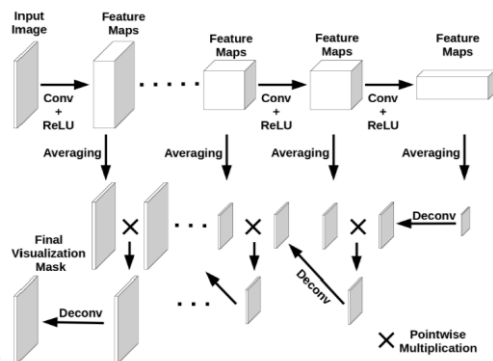 Input
Image
Feature
Maps
Feature
Maps
Feature Maps
Feature Maps
Conv
+
ReLU
Conv
+
ReLU
Conv
+
ReLU
Averaging
Averaging
Averaging
Averaging
Deconv
Final
Visualization
Mask
Deconv
Deconv
Pointwise
Multiplication